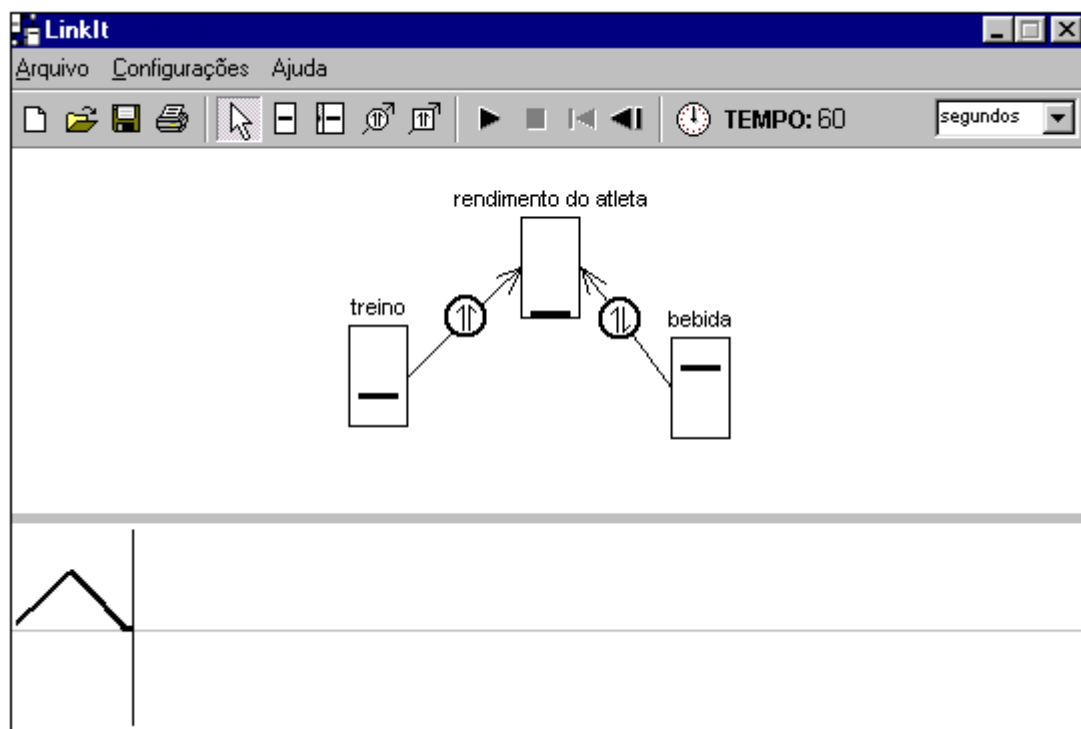 LinkIt
Arquivo Configurações Ajuda
TEMPO: 60 segundos
rendimento do atleta
treino
bebida